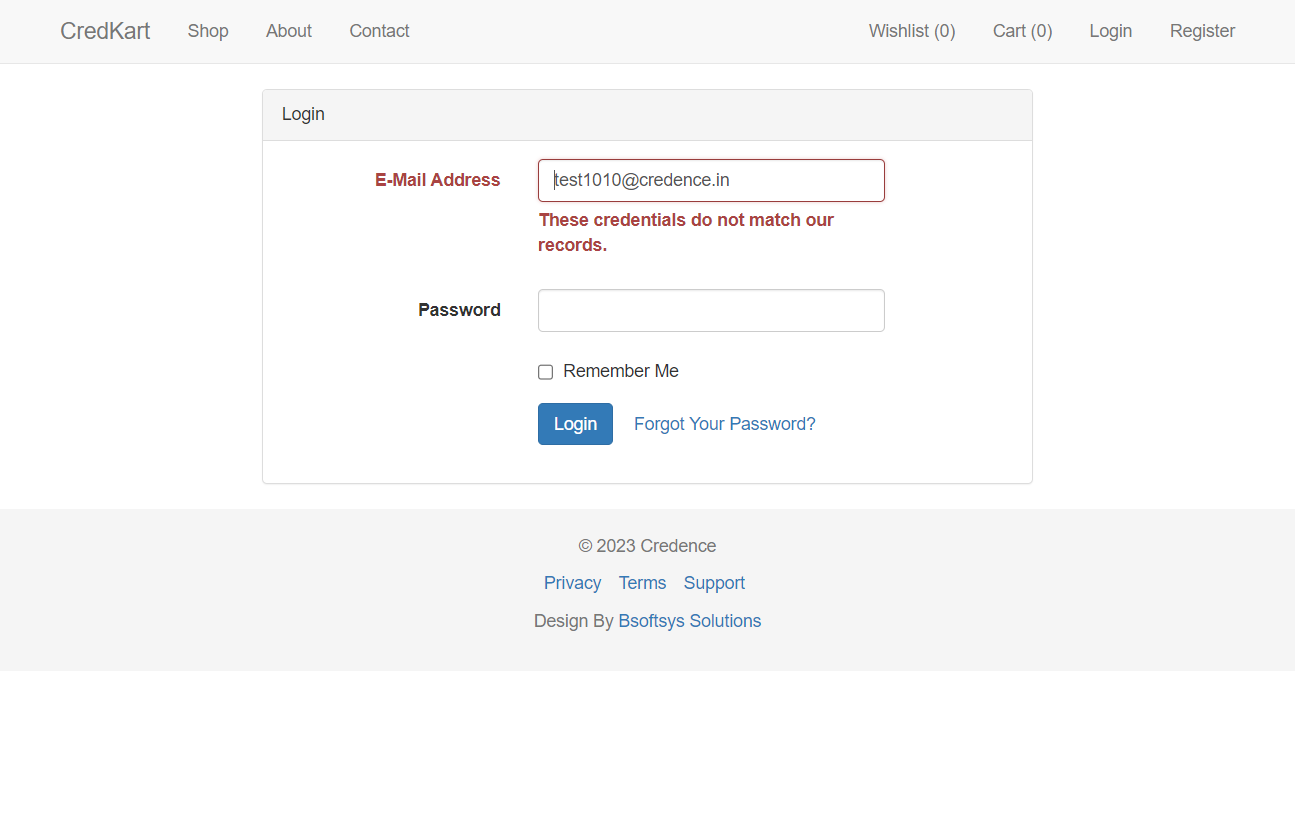 CredKart Shop About Contact Wishlist (0) Cart (0) Login Register
Login
E-Mail Address test1010@credence.in
These credentials do not match our
records.
Password
Remember Me
Login Forgot Your Password?
© 2023 Credence
Privacy Terms Support
Design By Bsoftsys Solutions